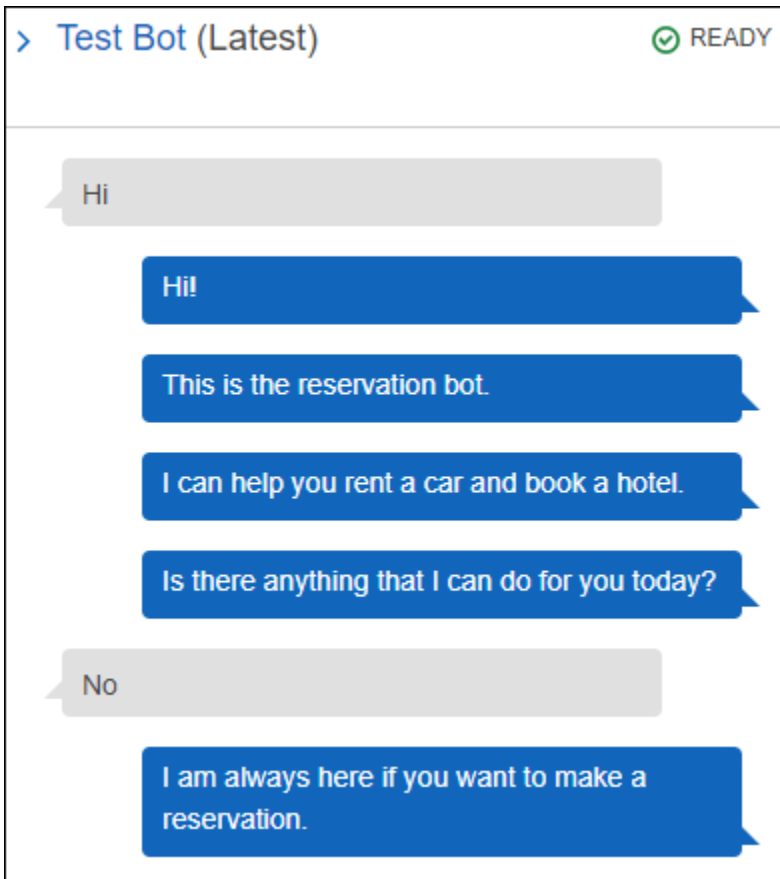 Test Bot (Latest) READY
Hi
Hi!
This is the reservation bot.
I can help you rent a car and book a hotel.
Is there anything that I can do for you today?
No
I am always here if you want to make a
reservation.